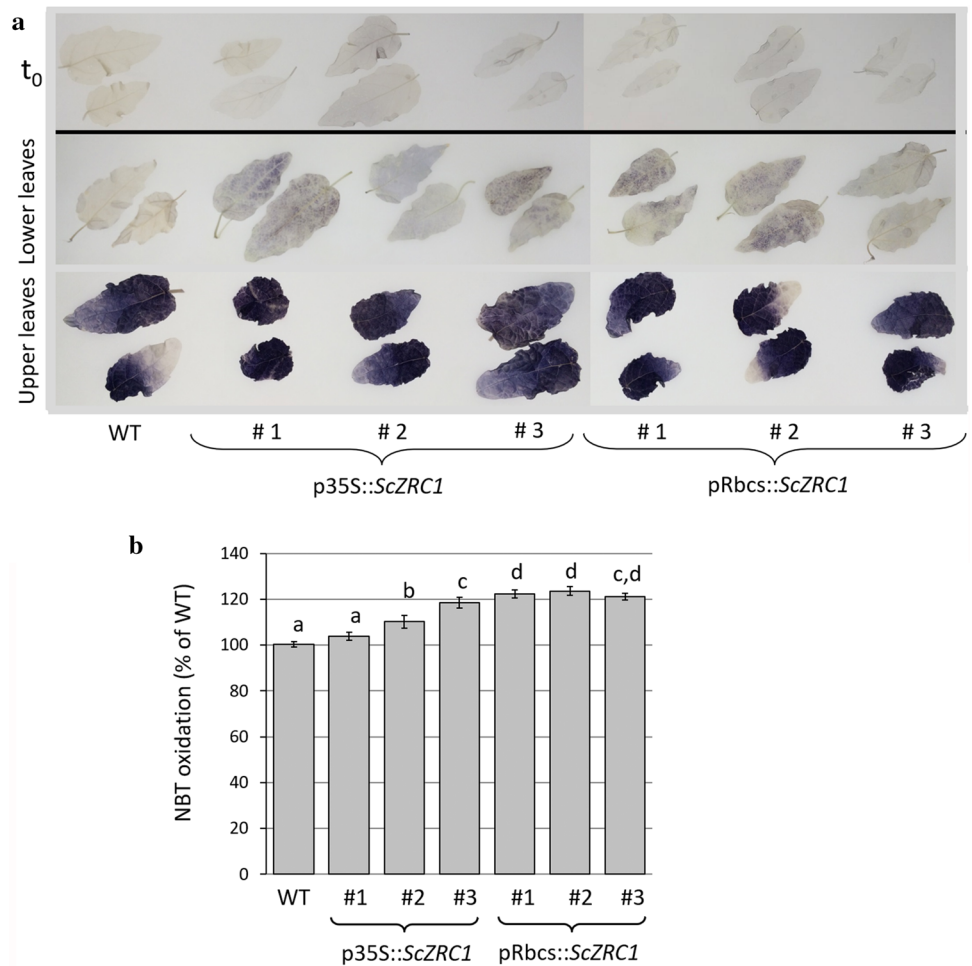 a
t0
Lower leaves
Upper leaves
WT
# 1
# 2
# 3
# 1
# 2
# 3
p35S::ScZRC1
pRbcs::ScZRC1
b
NBT oxidation (% of WT)
140
120
100
80
60
40
20
0
a
a
b
c
d
d
c,d
WT
#1
#2
#3
#1
#2
#3
p35S::ScZRC1
pRbcs::ScZRC1